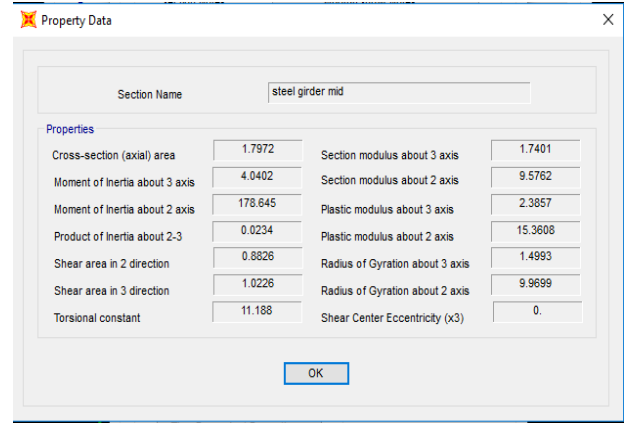 Property Data
Section Name steel girder mid
Properties
Cross-section (axial) area 1.7972 Section modulus about 3 axis 1.7401
Moment of Inertia about 3 axis 4.0402 Section modulus about 2 axis 9.5762
Moment of Inertia about 2 axis 178.645 Plastic modulus about 3 axis 2.3857
Product of Inertia about 2-3 0.0234 Plastic modulus about 2 axis 15.3608
Shear area in 2 direction 0.8826 Radius of Gyration about 3 axis 1.4993
Shear area in 3 direction 1.0226 Radius of Gyration about 2 axis 9.9699
Torsional constant 11.188 Shear Center Eccentricity (x3) 0.
OK